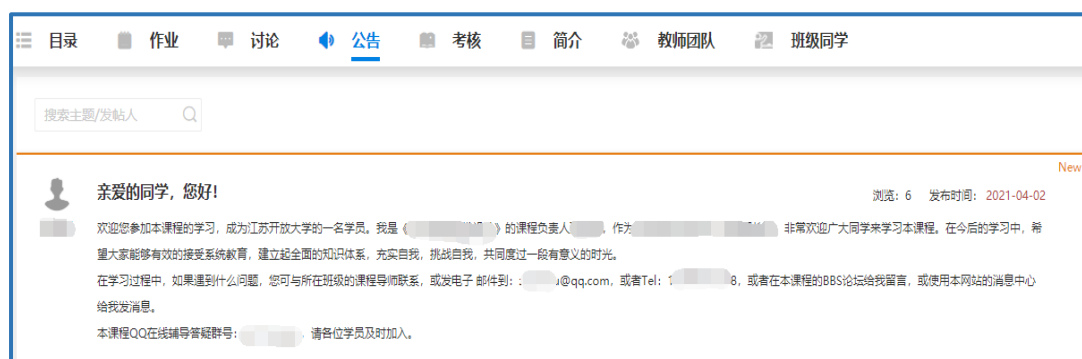 目录 作业 讨论 公告 考核 简介 教师团队 班级同学
搜索主题/发帖人
New
亲爱的同学，您好!
浏览：6 发布时间：2021-04-02
欢迎您参加本课程的学习，成为江苏开放大学的一名学员。我是《 》的课程负责人 ，作为 非常欢迎广大同学来学习本课程。在今后的学习中，希
望大家能够有效的接受系统教育，建立起全面的知识体系，充实自我，挑战自我，共同度过一段有意义的时光。
在学习过程中，如果遇到什么问题，您可与所在班级的课程导师联系，或发电子 邮件到： u@qq.com，或者Tel：1 8，或者在本课程的BBS论坛给我留言，或使用本网站的消息中心
给我发消息。
本课程QQ在线辅导答疑群号： ，请各位学员及时加入。